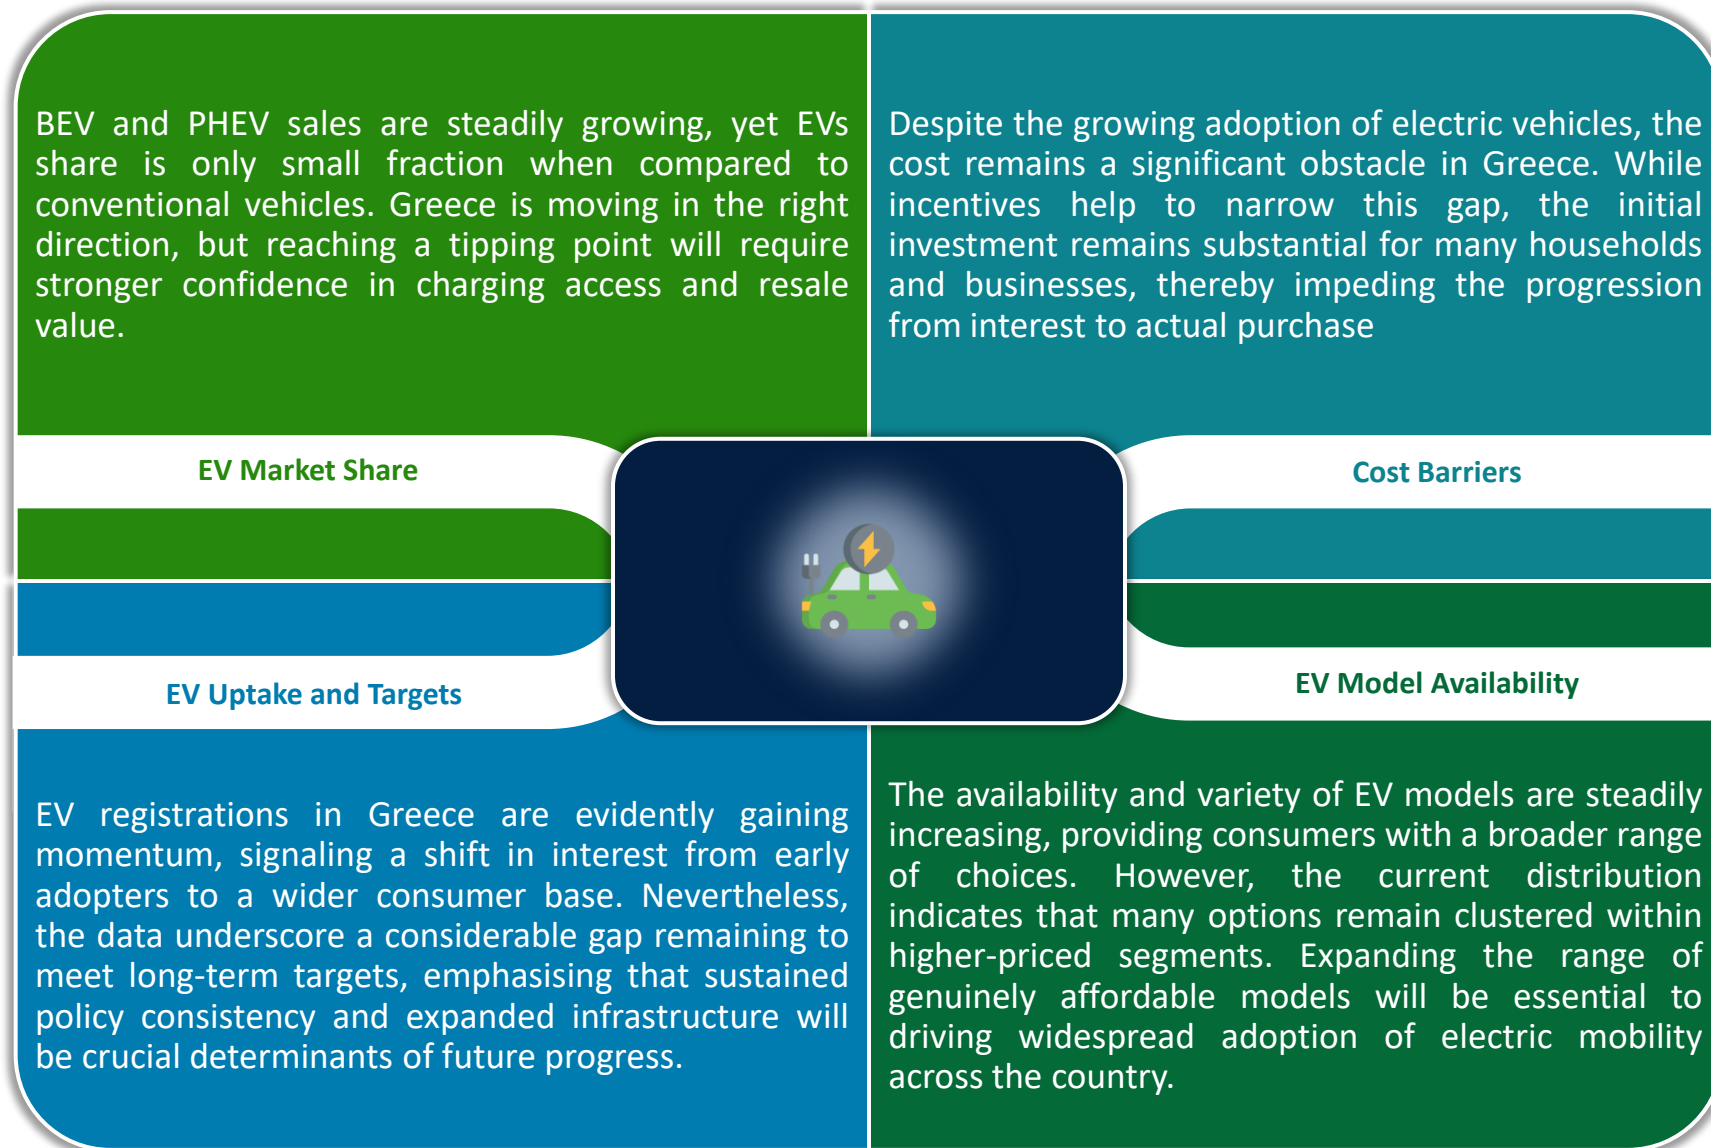 BEV and PHEV sales are steadily growing, yet EVs
share is only small fraction when compared to
conventional vehicles. Greece is moving in the right
direction, but reaching a tipping point will require
stronger confidence in charging access and resale
value.
EV Market Share
Despite the growing adoption of electric vehicles, the
cost remains a significant obstacle in Greece. While
incentives help to narrow this gap, the initial
investment remains substantial for many households
and businesses, thereby impeding the progression
from interest to actual purchase
Cost Barriers
EV Uptake and Targets
EV registrations in Greece are evidently gaining
momentum, signaling a shift in interest from early
adopters to a wider consumer base. Nevertheless,
the data underscore a considerable gap remaining to
meet long-term targets, emphasising that sustained
policy consistency and expanded infrastructure will
be crucial determinants of future progress.
EV Model Availability
The availability and variety of EV models are steadily
increasing, providing consumers with a broader range
of choices. However, the current distribution
indicates that many options remain clustered within
higher-priced segments. Expanding the range of
genuinely affordable models will be essential to
driving widespread adoption of electric mobility
across the country.